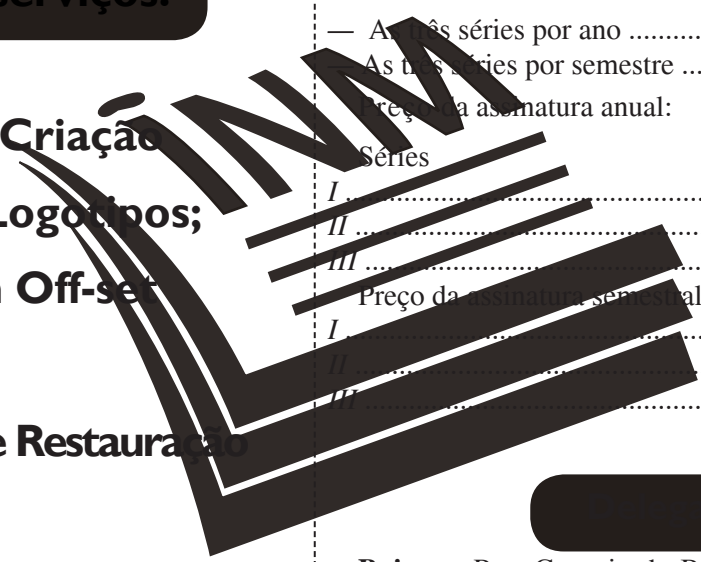 serviços:
Criação
Logotipos;
Off-set
e Restauração
INM
— As três séries por ano ..........
— As três séries por semestre ...
Preço da assinatura anual:
Séries
I ......................................................
II .....................................................
III ....................................................
Preço da assinatura semestral
I ......................................................
II .....................................................
III ....................................................